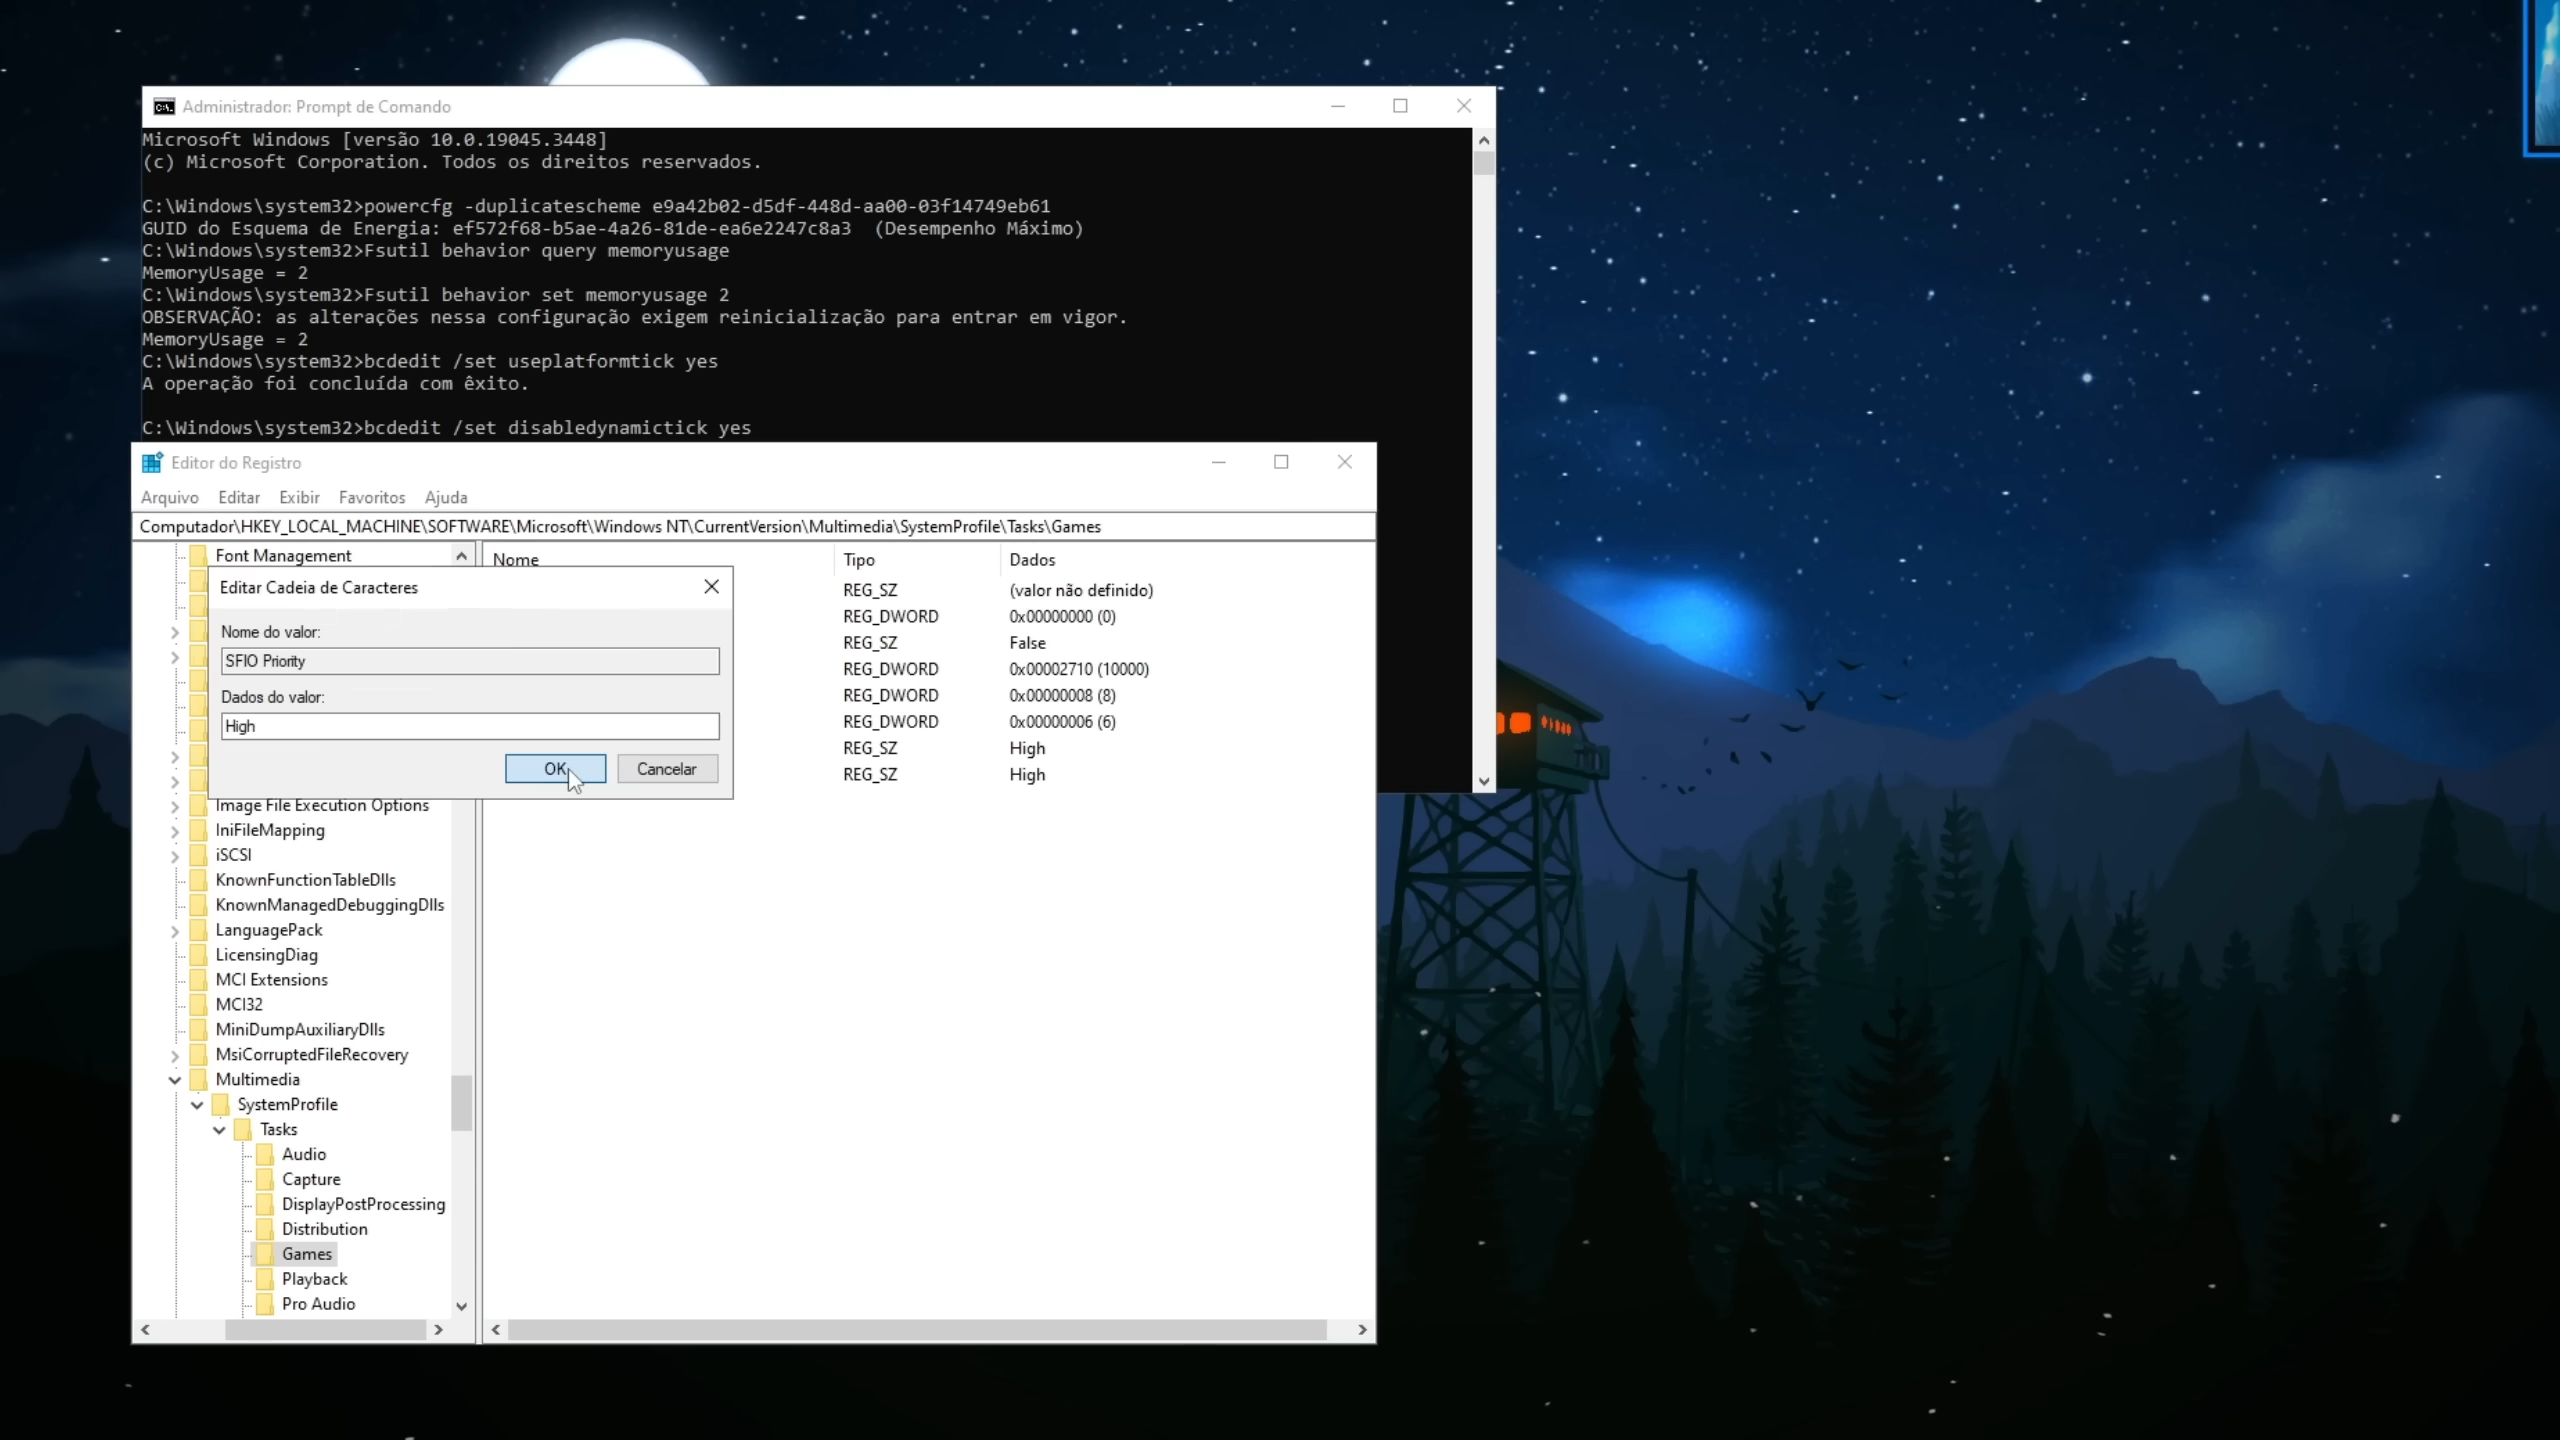 Administrador: Prompt de Comando
Microsoft Windows [versão 10.0.19045.3448]
(c) Microsoft Corporation. Todos os direitos reservados.
C:\Windows\system32>powercfg -duplicatescheme e9a42b02-d5df-448d-aa00-03f14749eb61
GUID do Esquema de Energia: ef572f68-b5ae-4a26-81de-ea6e2247c8a3  (Desempenho Máximo)
C:\Windows\system32>Fsutil behavior query memoryusage
MemoryUsage = 2
C:\Windows\system32>Fsutil behavior set memoryusage 2
OBSERVAÇÃO: as alterações nessa configuração exigem reinicialização para entrar em vigor.
MemoryUsage = 2
C:\Windows\system32>bcdedit /set useplatformtick yes
A operação foi concluída com êxito.
C:\Windows\system32>bcdedit /set disabledynamictick yes
Editor do Registro
Arquivo Editar Exibir Favoritos Ajuda
Computador\HKEY_LOCAL_MACHINE\SOFTWARE\Microsoft\Windows NT\CurrentVersion\Multimedia\SystemProfile\Tasks\Games
Font Management
Nome Tipo Dados
REG_SZ (valor não definido)
REG_DWORD 0x00000000 (0)
REG_SZ False
REG_DWORD 0x00002710 (10000)
REG_DWORD 0x00000008 (8)
REG_DWORD 0x00000006 (6)
REG_SZ High
REG_SZ High
Editar Cadeia de Caracteres
Nome do valor:
SFIO Priority
Dados do valor:
High
OK Cancelar
Image File Execution Options
IniFileMapping
iSCSI
KnownFunctionTableDlls
KnownManagedDebuggingDlls
LanguagePack
LicensingDiag
MCI Extensions
MCI32
MiniDumpAuxiliaryDlls
MsiCorruptedFileRecovery
Multimedia
SystemProfile
Tasks
Audio
Capture
DisplayPostProcessing
Distribution
Games
Playback
Pro Audio